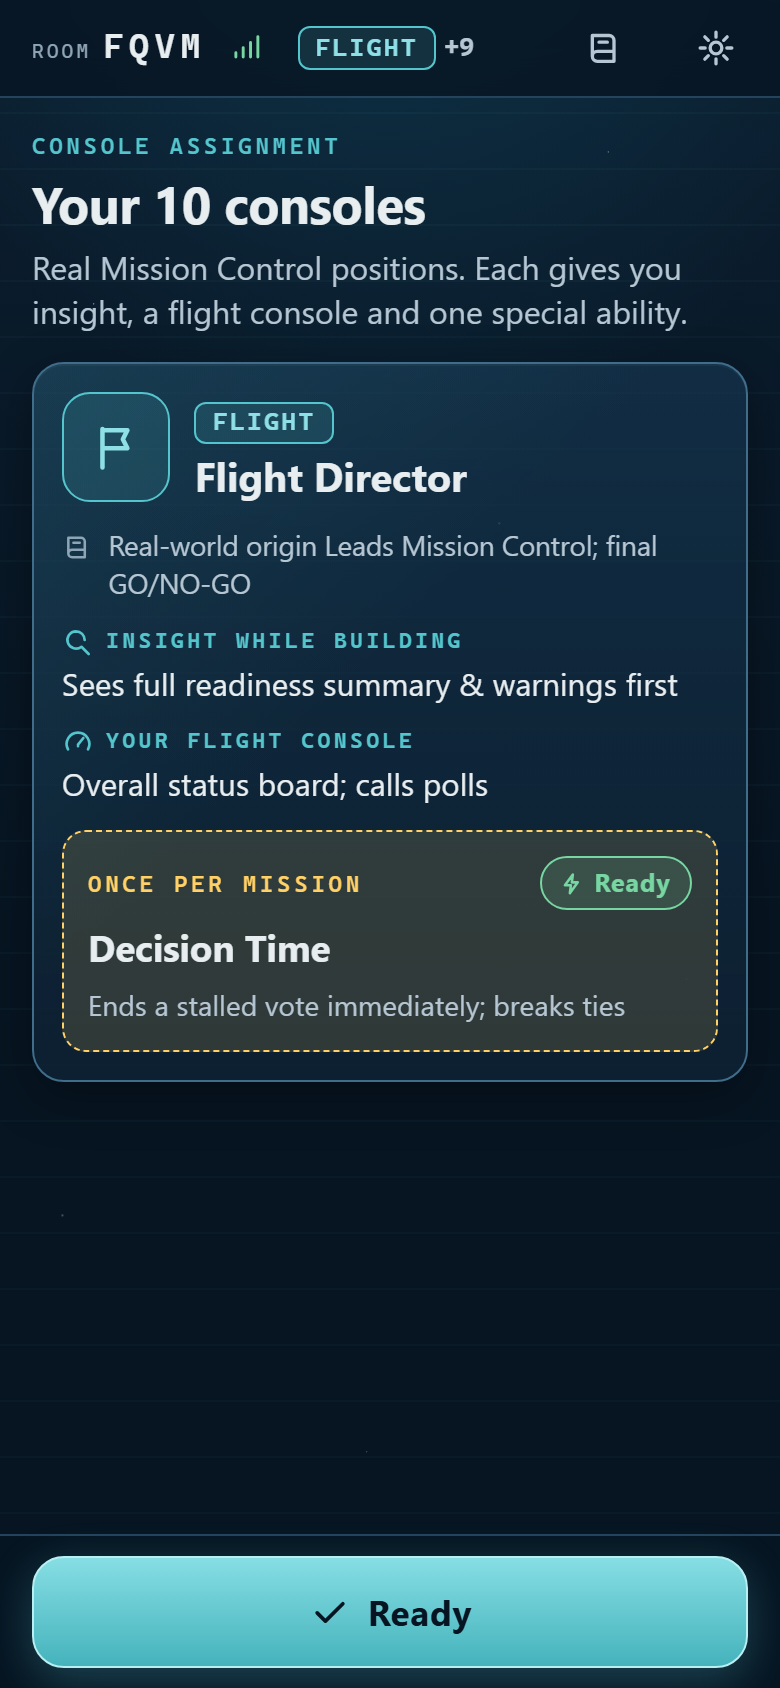 ROOM FQVM FLIGHT +9
CONSOLE ASSIGNMENT
Your 10 consoles
Real Mission Control positions. Each gives you
insight, a flight console and one special ability.
FLIGHT
Flight Director
Real-world origin Leads Mission Control; final
GO/NO-GO
INSIGHT WHILE BUILDING
Sees full readiness summary & warnings first
YOUR FLIGHT CONSOLE
Overall status board; calls polls
ONCE PER MISSION Ready
Decision Time
Ends a stalled vote immediately; breaks ties
Ready